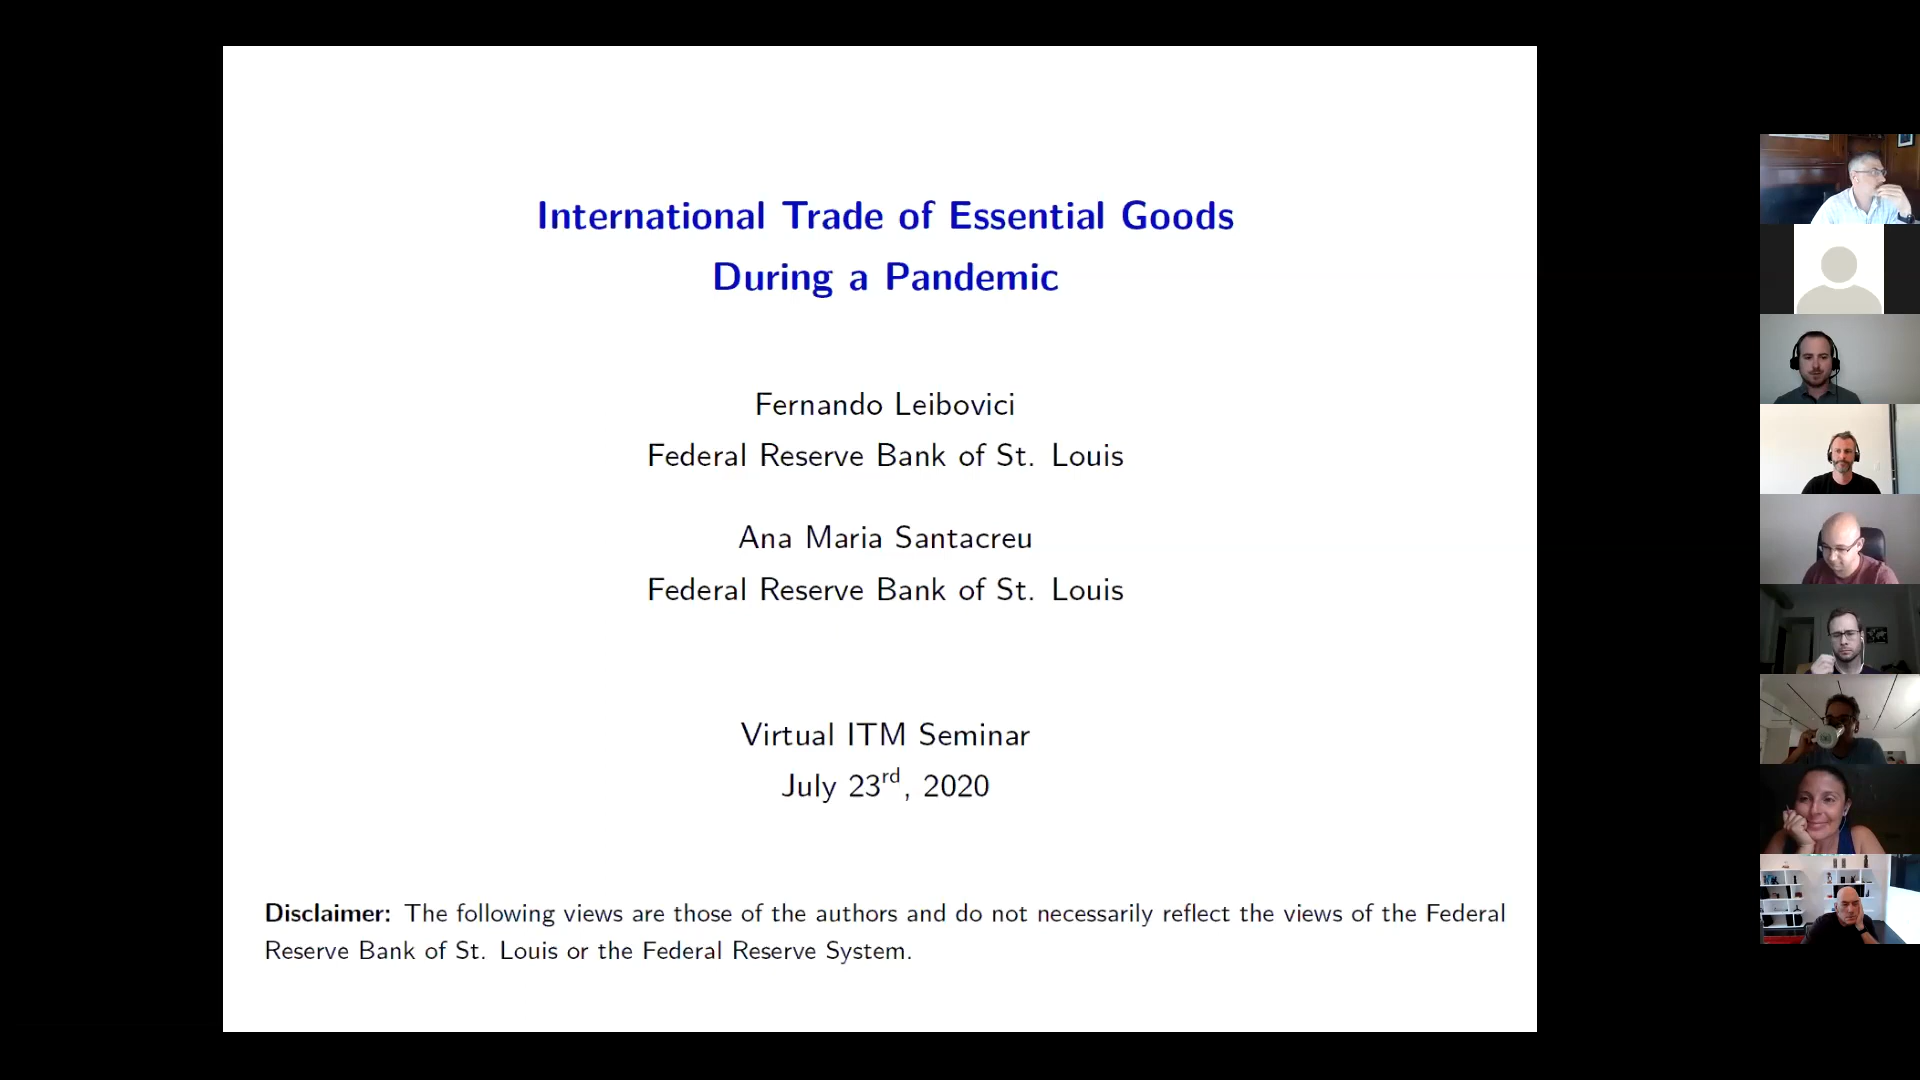 International Trade of Essential Goods
During a Pandemic
Fernando Leibovici
Federal Reserve Bank of St. Louis
Ana Maria Santacreu
Federal Reserve Bank of St. Louis
Virtual ITM Seminar
July 23rd, 2020
Disclaimer: The following views are those of the authors and do not necessarily reflect the views of the Federal
Reserve Bank of St. Louis or the Federal Reserve System.